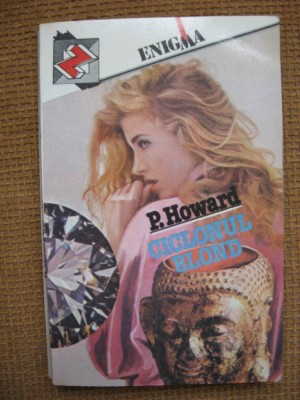 ENIGMA
P. Howard
CICLONUL
BLOND